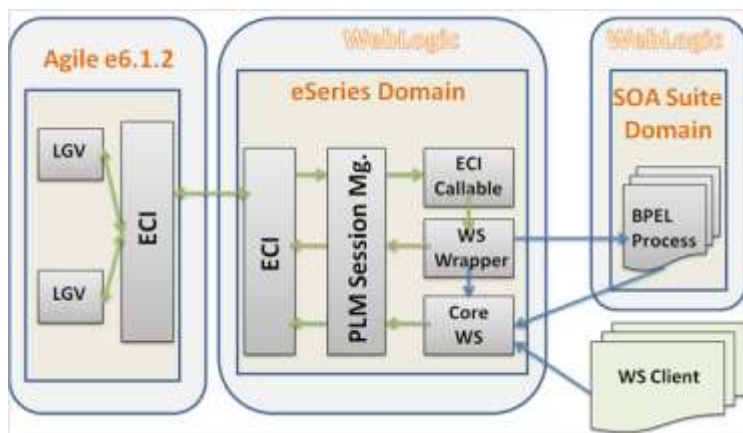 Agile e6.1.2
LGV
LGV
ECI
WebLogic
eSeries Domain
ECI
PLM Session Mg.
ECI
Callable
WS
Wrapper
Core
WS
WebLogic
SOA Suite
Domain
BPEL
Process
WS Client